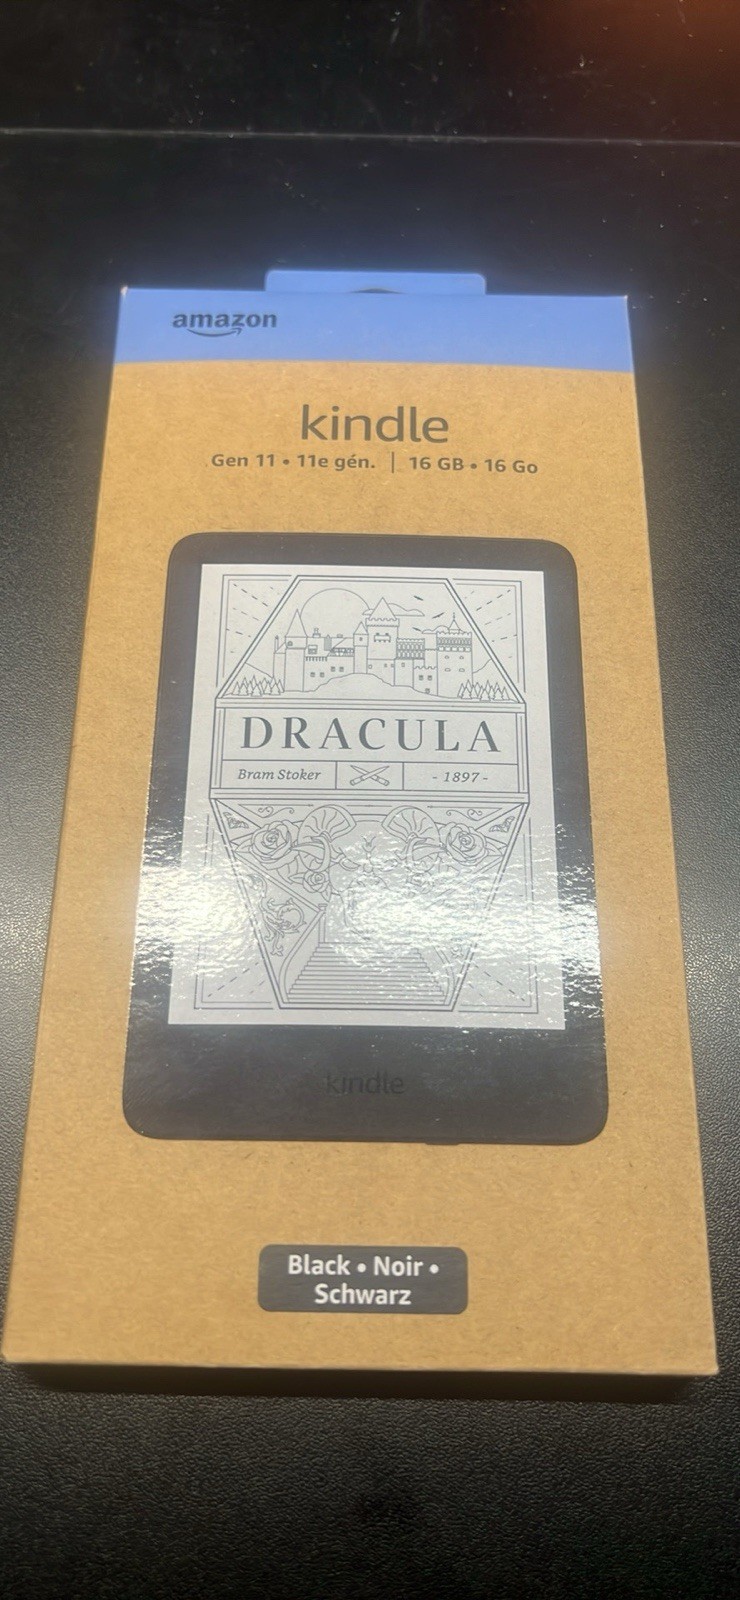 amazon
kindle
Gen 11 • 11e gén. | 16 GB • 16 Go
DRACULA
Bram Stoker - 1897 -
kindle
Black • Noir •
Schwarz